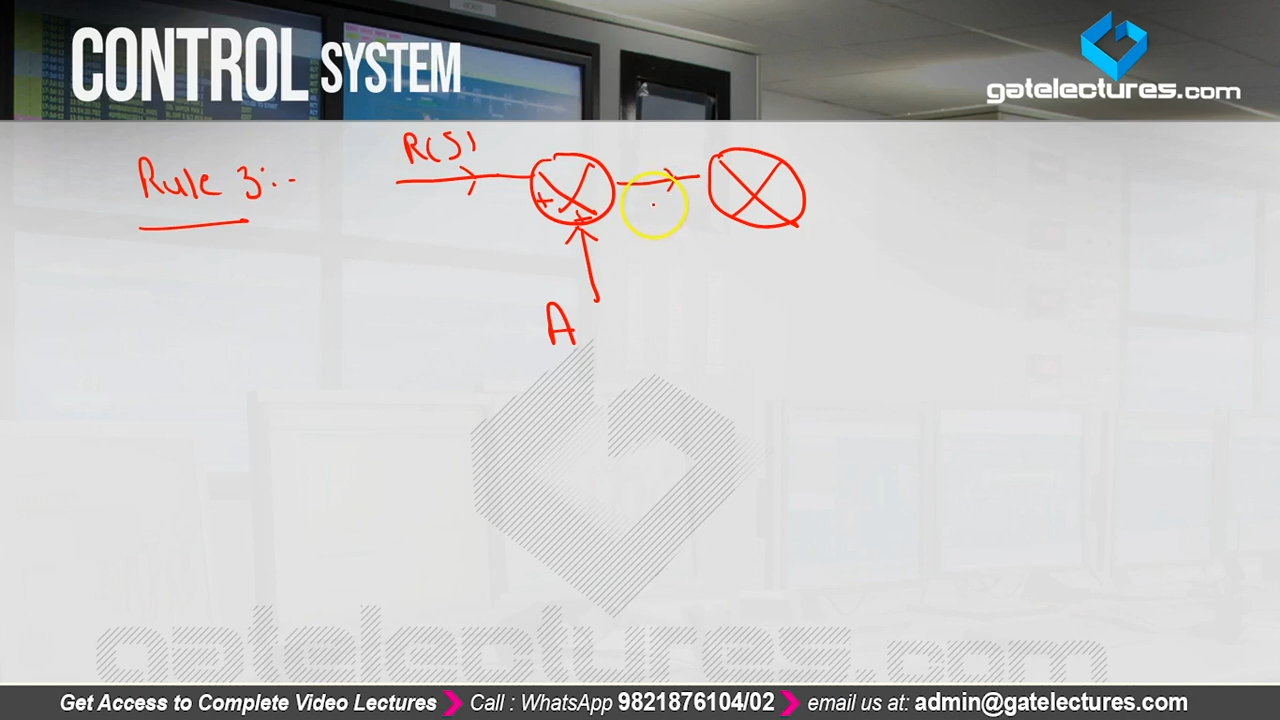 CONTROL SYSTEM
gatelectures.com
Rule 3:-
R(S)
+
+
A
gatelectures.com
Get Access to Complete Video Lectures Call : WhatsApp 9821876104/02 email us at: admin@gatelectures.com